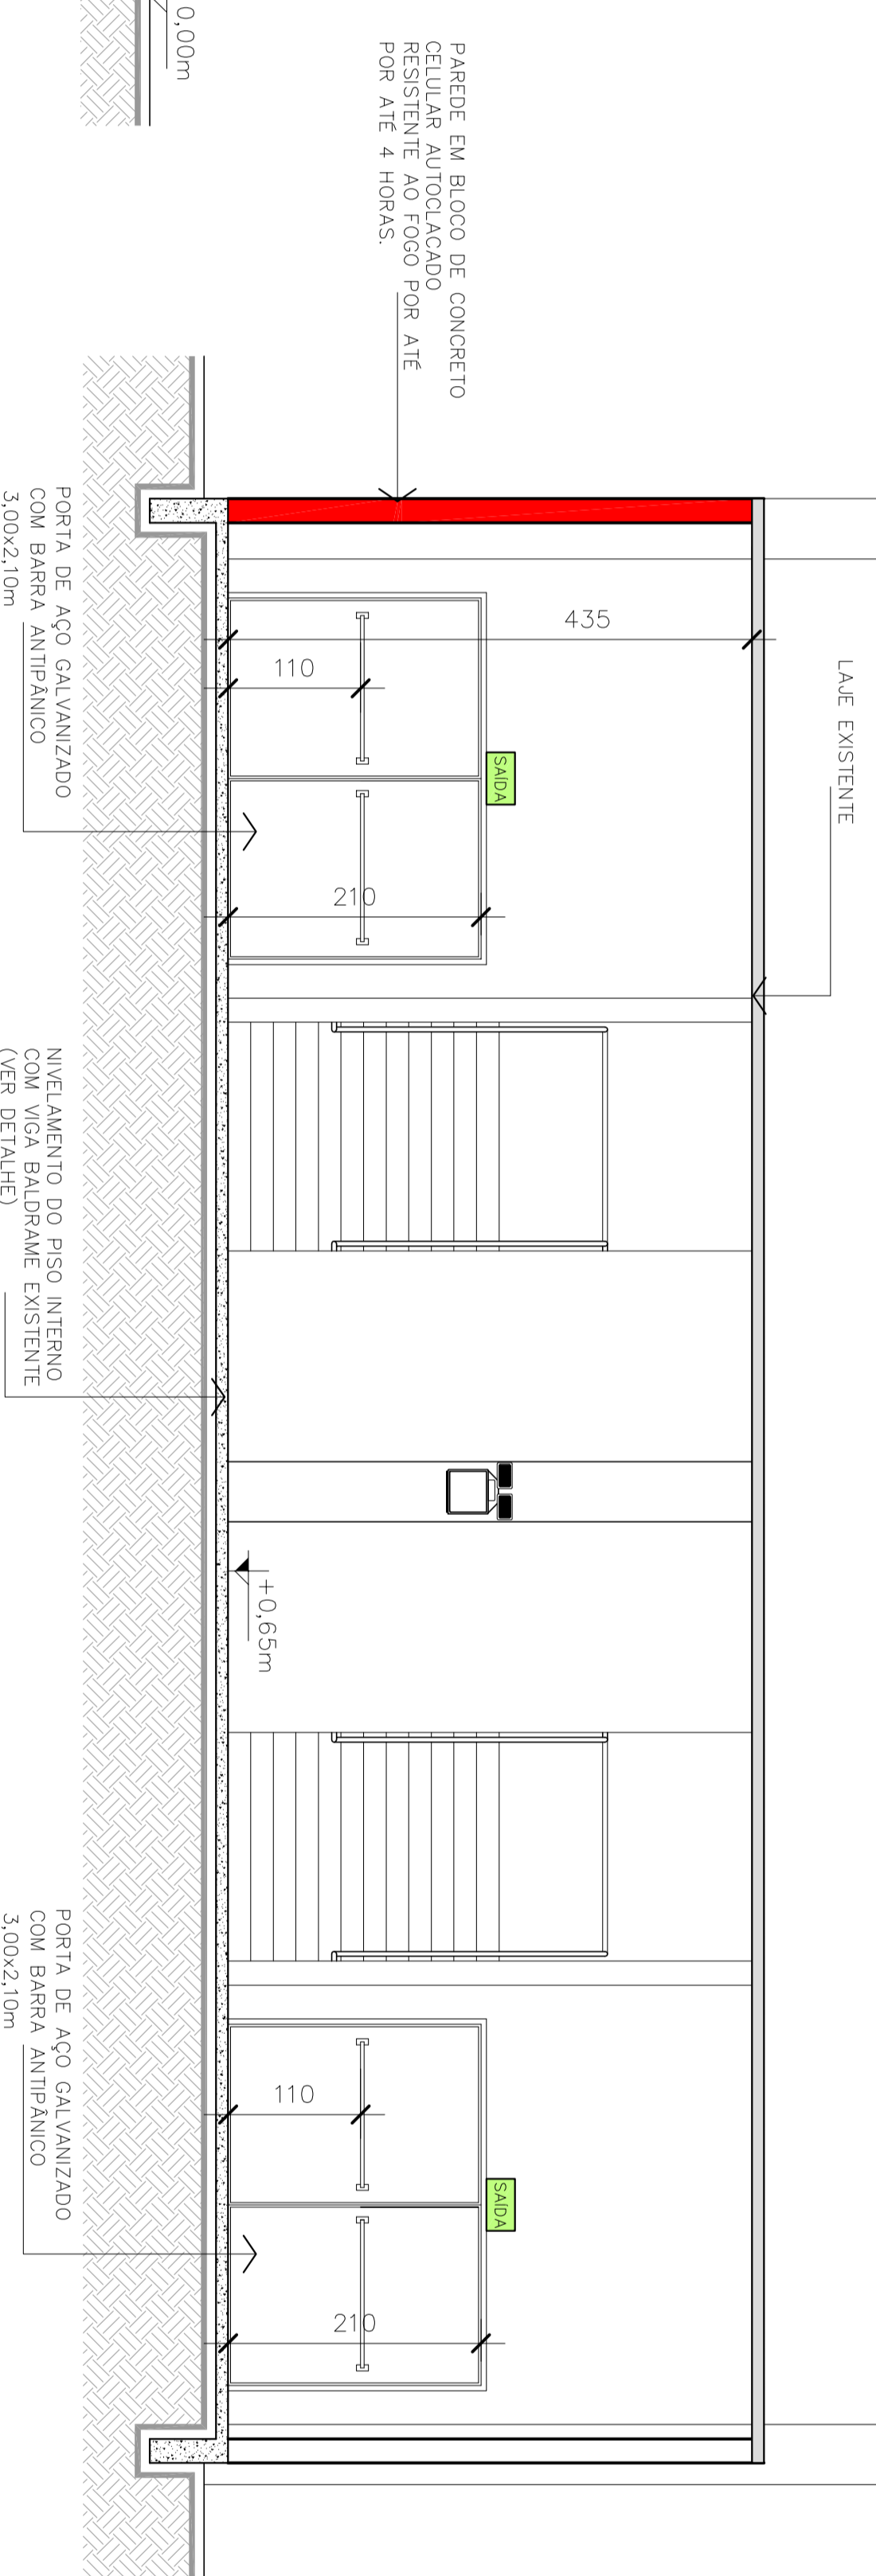 0,00m
PAREDE EM BLOCO DE CONCRETO
CELULAR AUTOCLACADO
RESISTENTE AO FOGO POR ATÉ
POR ATÉ 4 HORAS.
LAJE EXISTENTE
435
110
SAÍDA
210
PORTA DE AÇO GALVANIZADO
COM BARRA ANTIPÂNICO
3,00x2,10m
NIVELAMENTO DO PISO INTERNO
COM VIGA BALDRAME EXISTENTE
(VER DETALHE)
+0,65m
110
SAÍDA
210
PORTA DE AÇO GALVANIZADO
COM BARRA ANTIPÂNICO
3,00x2,10m